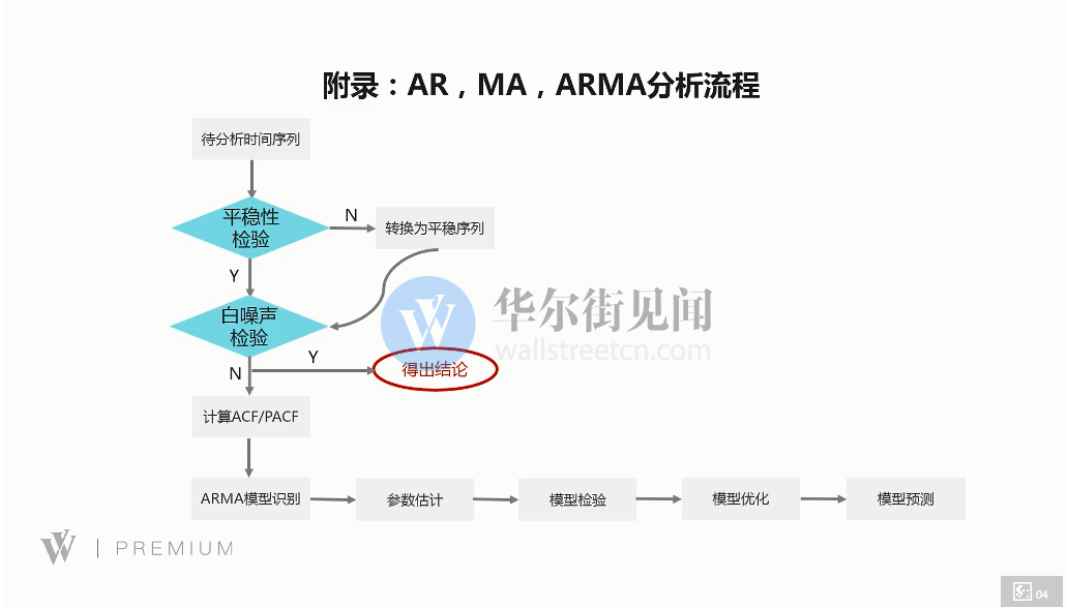 附录：AR，MA，ARMA分析流程
待分析时间序列
平稳性
检验
N
转换为平稳序列
Y
白噪声
检验
华尔街见闻
wallstreetcn.com
Y
得出结论
N
计算ACF/PACF
ARMA模型识别
参数估计
模型检验
模型优化
模型预测
W | PREMIUM
04